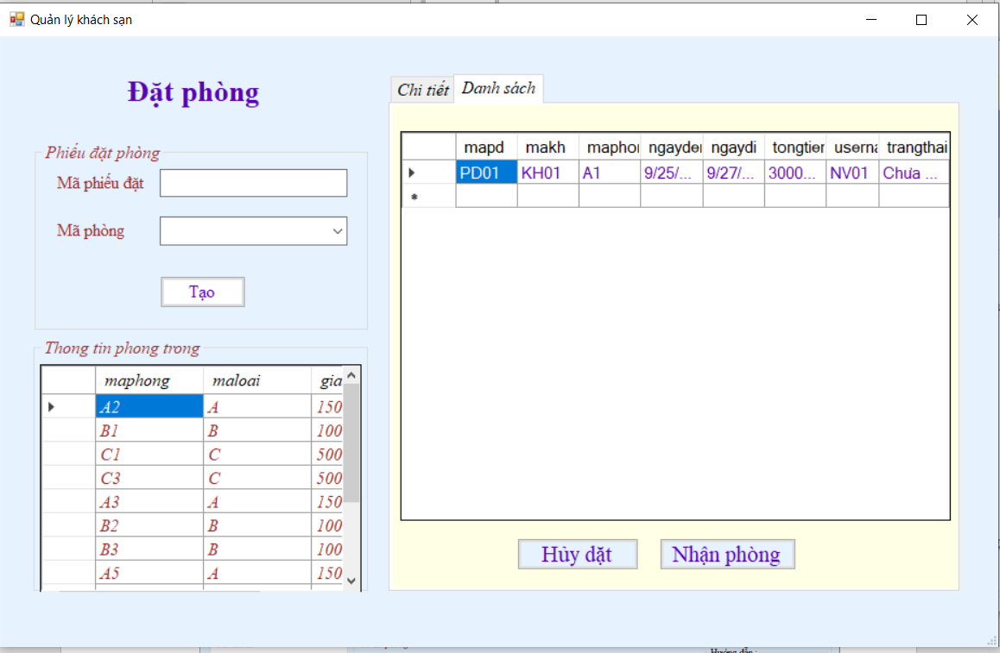 Quản lý khách sạn
Đặt phòng
Phiếu đặt phòng
Mã phiếu đặt
Mã phòng
Tạo
Thong tin phong trong
maphong maloai gia
A2 A 150
B1 B 100
C1 C 500
C3 C 500
A3 A 150
B2 B 100
B3 B 100
A5 A 150
Chi tiết Danh sách
mapd makh maphor ngayder ngaydi tongtier userna trangthai
PD01 KH01 A1 9/25/... 9/27/... 3000... NV01 Chưa ...
Hủy đặt Nhận phòng
Hướng dẫn :